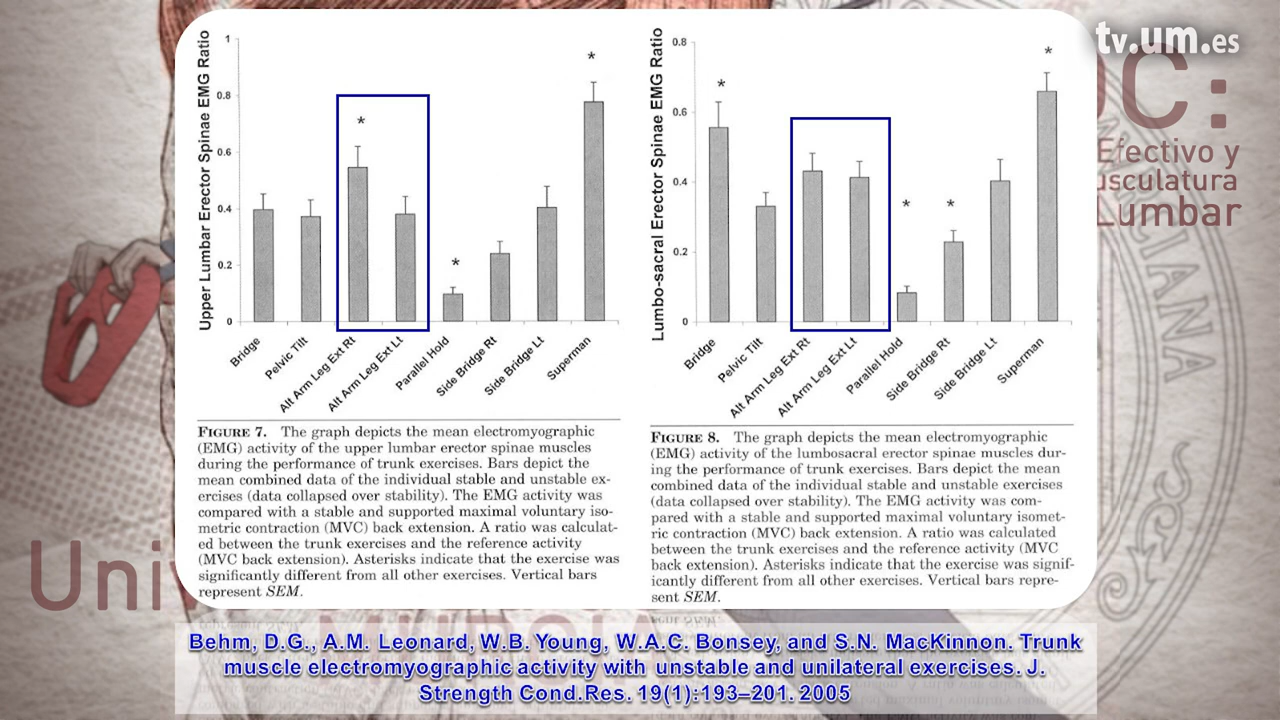 tv.um.es
OC:
Efectivo y
usculatura
Lumbar
Uni
Upper Lumbar Erector Spinae EMG Ratio
1
0.8
0.6
0.4
0.2
0
*
*
*
Bridge
Pelvic Tilt
Alt Arm Leg Ext Rt
Alt Arm Leg Ext Lt
Parallel Hold
Side Bridge Rt
Side Bridge Lt
Superman
FIGURE 7. The graph depicts the mean electromyographic
(EMG) activity of the upper lumbar erector spinae muscles
during the performance of trunk exercises. Bars depict the
mean combined data of the individual stable and unstable ex-
ercises (data collapsed over stability). The EMG activity was
compared with a stable and supported maximal voluntary iso-
metric contraction (MVC) back extension. A ratio was calculat-
ed between the trunk exercises and the reference activity
(MVC back extension). Asterisks indicate that the exercise was
significantly different from all other exercises. Vertical bars
represent SEM.
Lumbo-sacral Erector Spinae EMG Ratio
0.8
0.6
0.4
0.2
0
*
*
*
*
Bridge
Pelvic Tilt
Alt Arm Leg Ext Rt
Alt Arm Leg Ext Lt
Parallel Hold
Side Bridge Rt
Side Bridge Lt
Superman
FIGURE 8. The graph depicts the mean electromyographic
(EMG) activity of the lumbosacral erector spinae muscles dur-
ing the performance of trunk exercises. Bars depict the mean
combined data of the individual stable and unstable exercises
(data collapsed over stability). The EMG activity was com-
pared with a stable and supported maximal voluntary isomet-
ric contraction (MVC) back extension. A ratio was calculated
between the trunk exercises and the reference activity (MVC
back extension). Asterisks indicate that the exercise was signif-
icantly different from all other exercises. Vertical bars repre-
sent SEM.
Behm, D.G., A.M. Leonard, W.B. Young, W.A.C. Bonsey, and S.N. MacKinnon. Trunk
muscle electromyographic activity with unstable and unilateral exercises. J.
Strength Cond.Res. 19(1):193–201. 2005